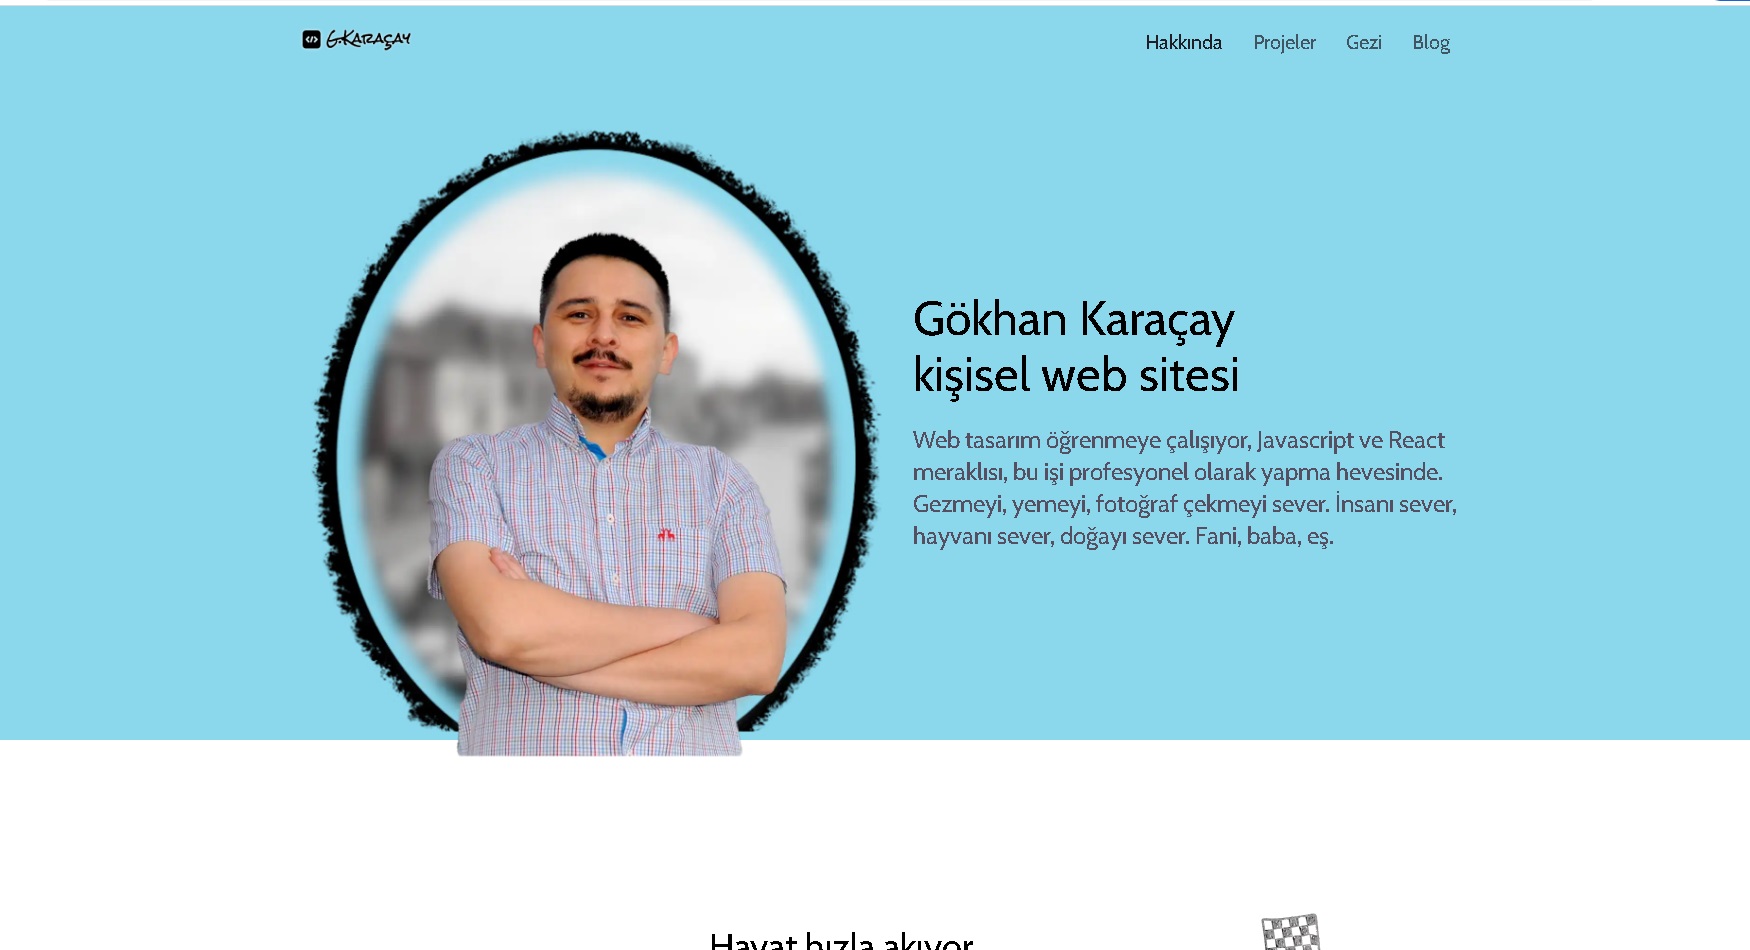 G.KARAÇAY
Hakkında Projeler Gezi Blog
Gökhan Karaçay
kişisel web sitesi
Web tasarım öğrenmeye çalışıyor, Javascript ve React
meraklısı, bu işi profesyonel olarak yapma hevesinde.
Gezmeyi, yemeyi, fotoğraf çekmeyi sever. İnsanı sever,
hayvanı sever, doğayı sever. Fani, baba, eş.
Hayat hızla akıyor